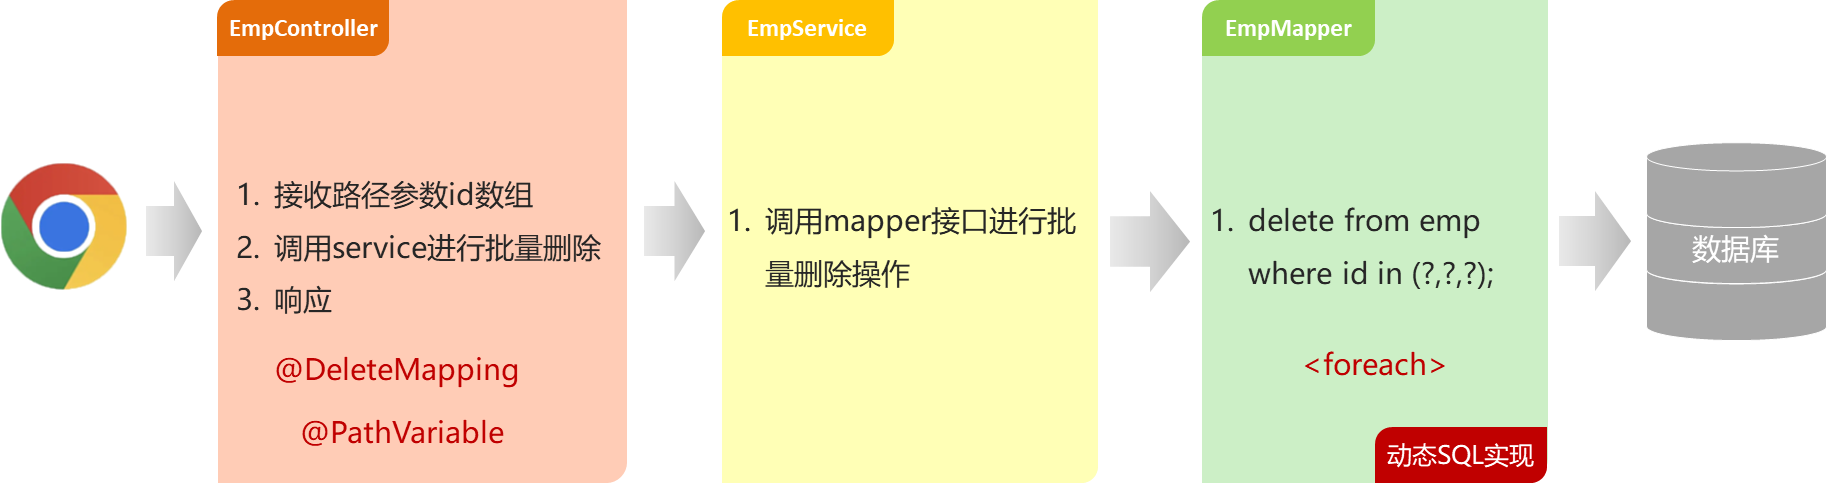 EmpController
1. 接收路径参数id数组
2. 调用service进行批量删除
3. 响应
@DeleteMapping
@PathVariable
EmpService
1. 调用mapper接口进行批
量删除操作
EmpMapper
1. delete from emp
where id in (?,?,?);
<foreach>
动态SQL实现
数据库